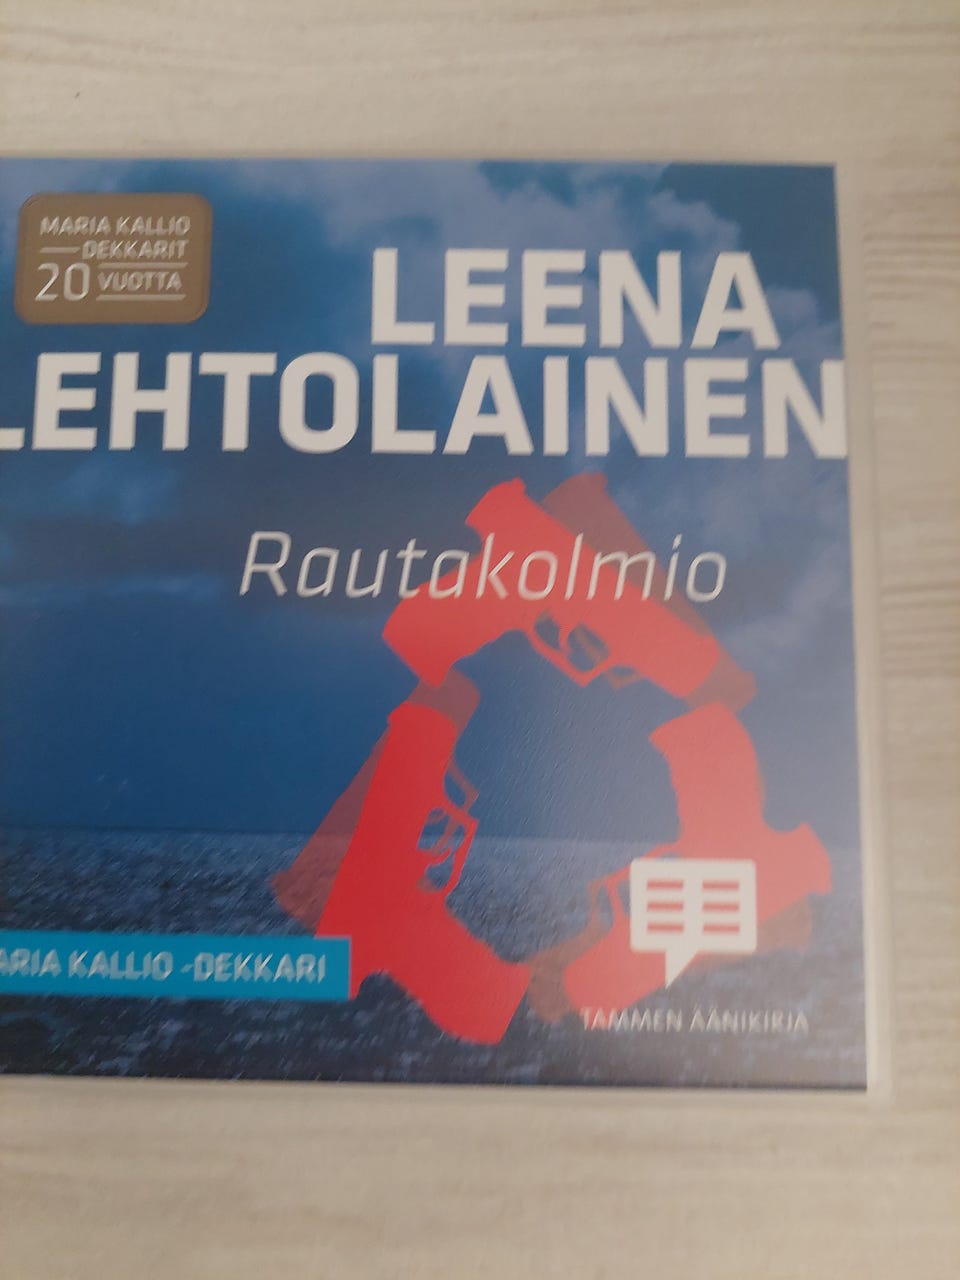 MARIA KALLIO
DEKKARIT
20 VUOTTA
LEENA
LEHTOLAINEN
Rautakolmio
ARIA KALLIO -DEKKARI
TAMMEN ÄÄNIKIRJA